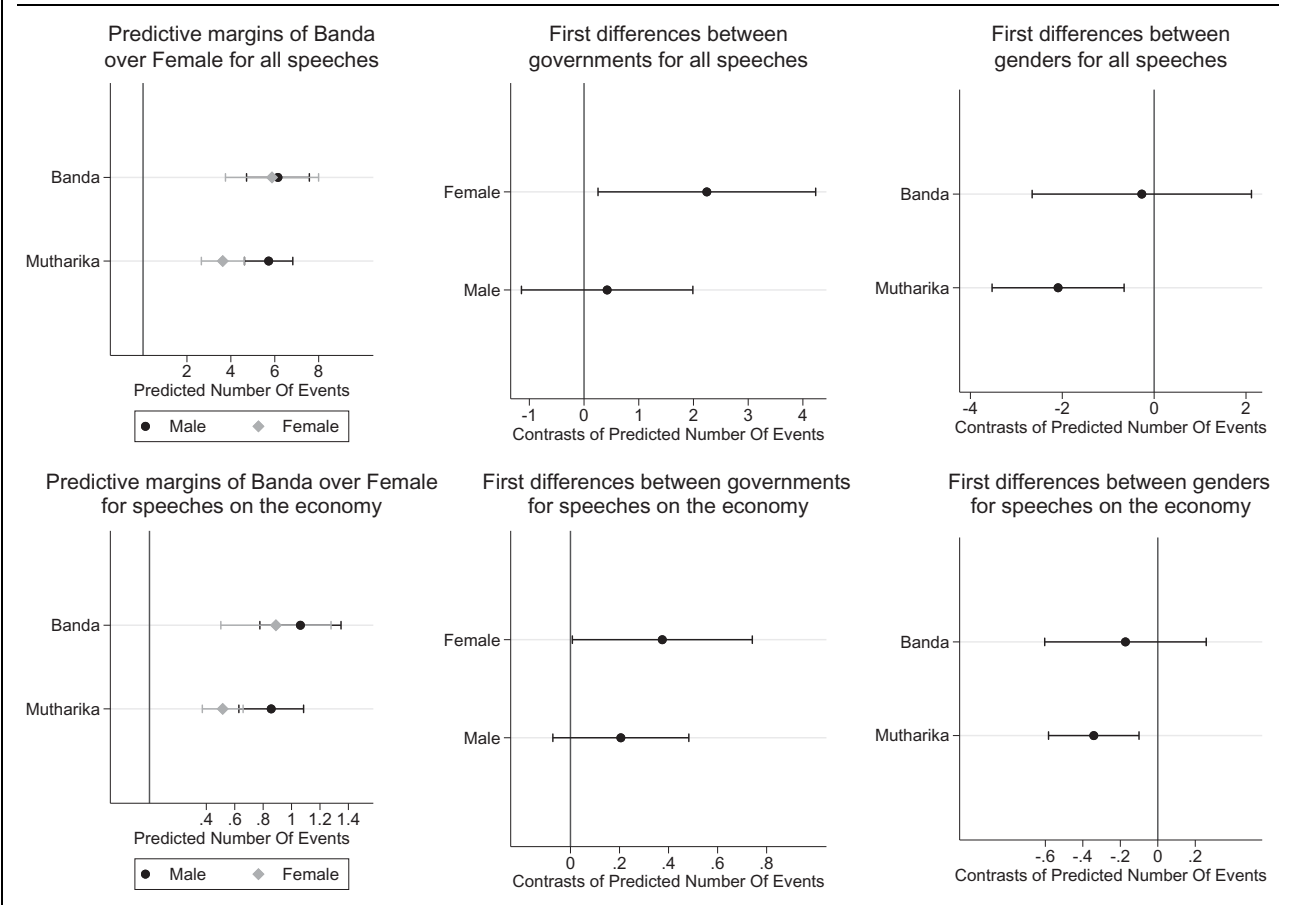 Predictive margins of Banda
over Female for all speeches
Banda
Mutharika
2 4 6 8
Predicted Number Of Events
Male Female
First differences between
governments for all speeches
Female
Male
-1 0 1 2 3 4
Contrasts of Predicted Number Of Events
First differences between
genders for all speeches
Banda
Mutharika
-4 -2 0 2
Contrasts of Predicted Number Of Events
Predictive margins of Banda over Female
for speeches on the economy
Banda
Mutharika
.4 .6 .8 1 1.2 1.4
Predicted Number Of Events
Male Female
First differences between governments
for speeches on the economy
Female
Male
0 .2 .4 .6 .8
Contrasts of Predicted Number Of Events
First differences between genders
for speeches on the economy
Banda
Mutharika
-.6 -.4 -.2 0 .2
Contrasts of Predicted Number Of Events